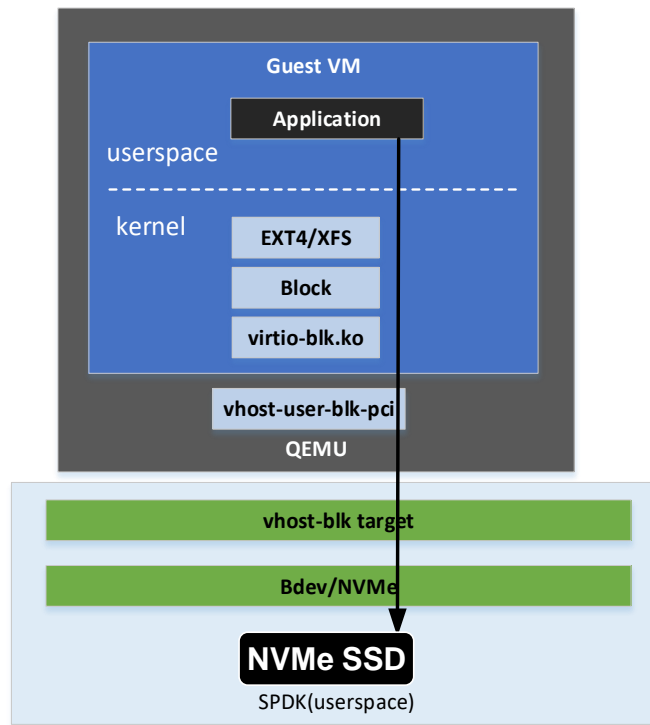 Guest VM
Application
userspace
kernel
EXT4/XFS
Block
virtio-blk.ko
vhost-user-blk-pci
QEMU
vhost-blk target
Bdev/NVMe
NVMe SSD
SPDK(userspace)